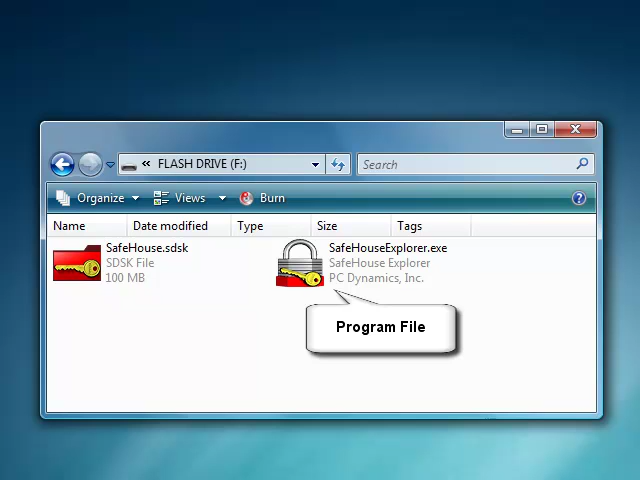 FLASH DRIVE (F:)
Search
Organize
Views
Burn
Name
Date modified
Type
Size
Tags
SafeHouse.sdsk
SDSK File
100 MB
SafeHouseExplorer.exe
SafeHouse Explorer
PC Dynamics, Inc.
Program File